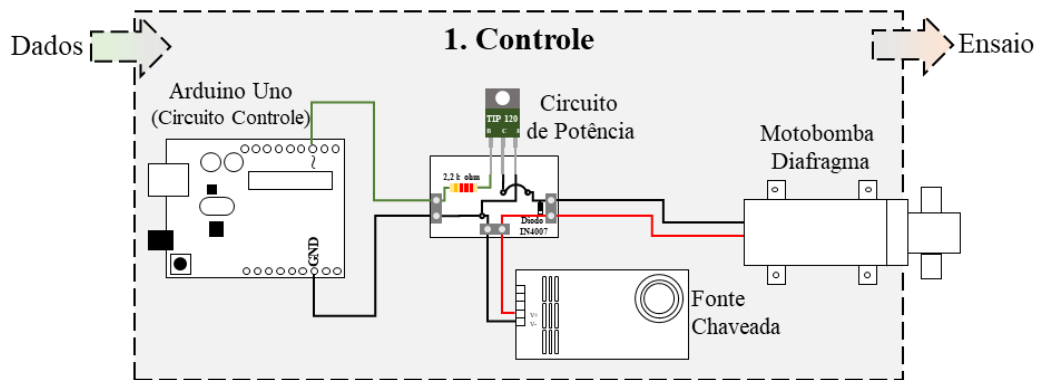 Dados
1. Controle
Ensaio
Arduino Uno
(Circuito Controle)
~
GND
TIP 120
B C E
Circuito
de Potência
2,2 k ohm
Diodo
IN4007
Motobomba
Diafragma
V+
V-
Fonte
Chaveada